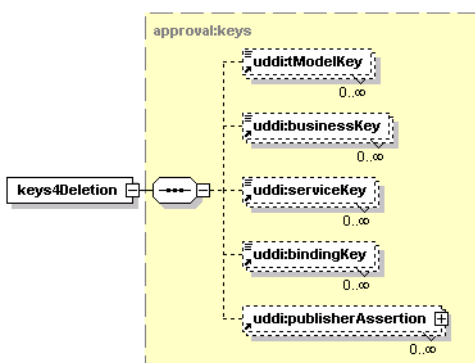 approval:keys
uddi:tModelKey
0..∞
uddi:businessKey
0..∞
keys4Deletion
uddi:serviceKey
0..∞
uddi:bindingKey
0..∞
uddi:publisherAssertion
0..∞